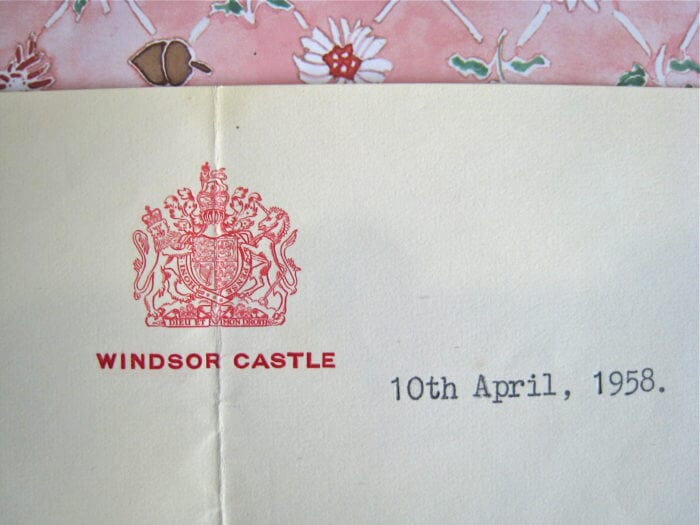 DIEU ET MON DROIT
WINDSOR CASTLE
10th April, 1958.